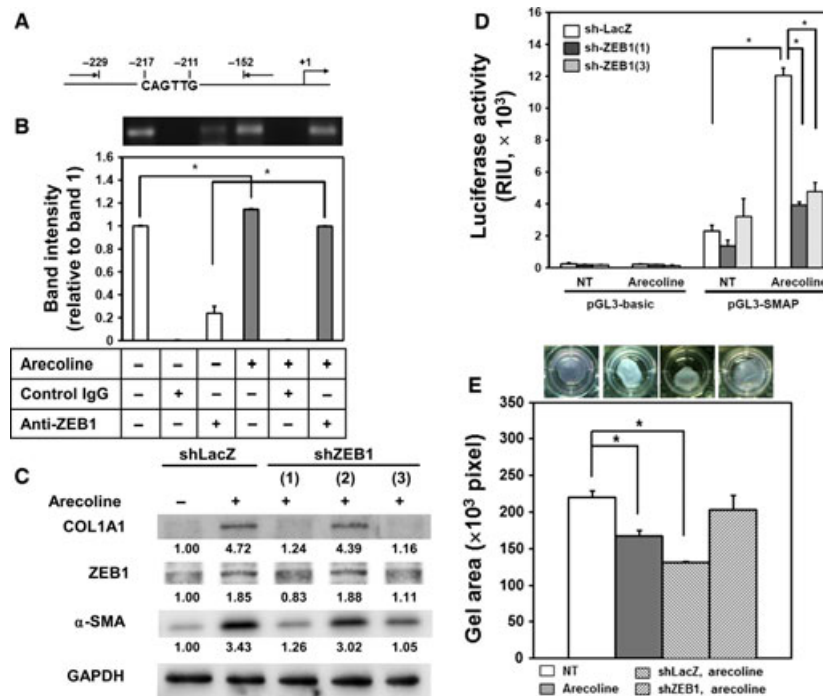 A
−229 −217 −211 −152 +1
CAGTTG
B
Band intensity
(relative to band 1)
1.6
1.4
1.2
1
0.8
0.6
0.4
0.2
0
* *
Arecoline − − − + + +
Control IgG − + − − + −
Anti-ZEB1 − − + − − +
C
shLacZ shZEB1
(1) (2) (3)
Arecoline − + + + +
COL1A1
1.00 4.72 1.24 4.39 1.16
ZEB1
1.00 1.85 0.83 1.88 1.11
α-SMA
1.00 3.43 1.26 3.02 1.05
GAPDH
D
sh-LacZ
sh-ZEB1(1)
sh-ZEB1(3)
Luciferase activity
(RIU, × 10³)
16
14
12
10
8
6
4
2
0
* * *
NT Arecoline NT Arecoline
pGL3-basic pGL3-SMAP
E
Gel area (×10³ pixel)
350
300
250
200
150
100
50
0
* *
NT shLacZ, arecoline
Arecoline shZEB1, arecoline